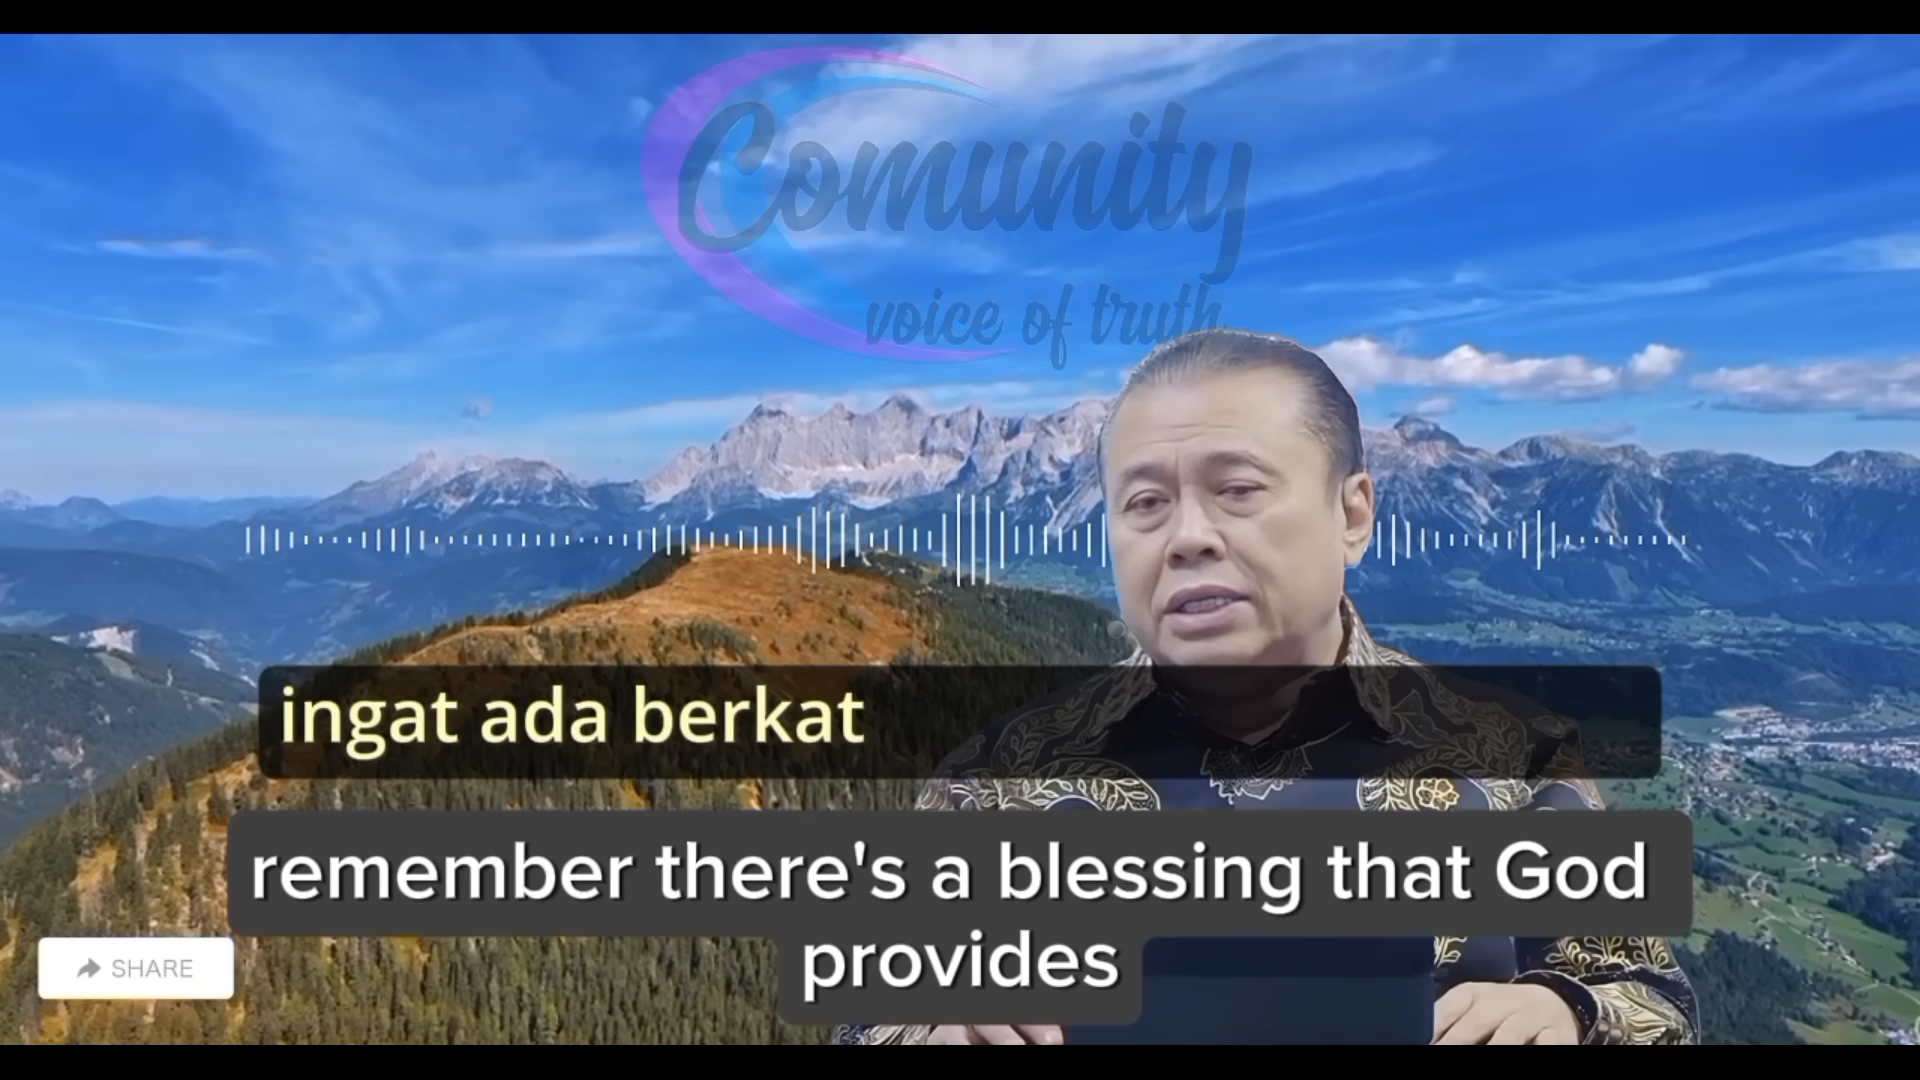 Comunity
voice of truth
ingat ada berkat
remember there's a blessing that God
provides
SHARE